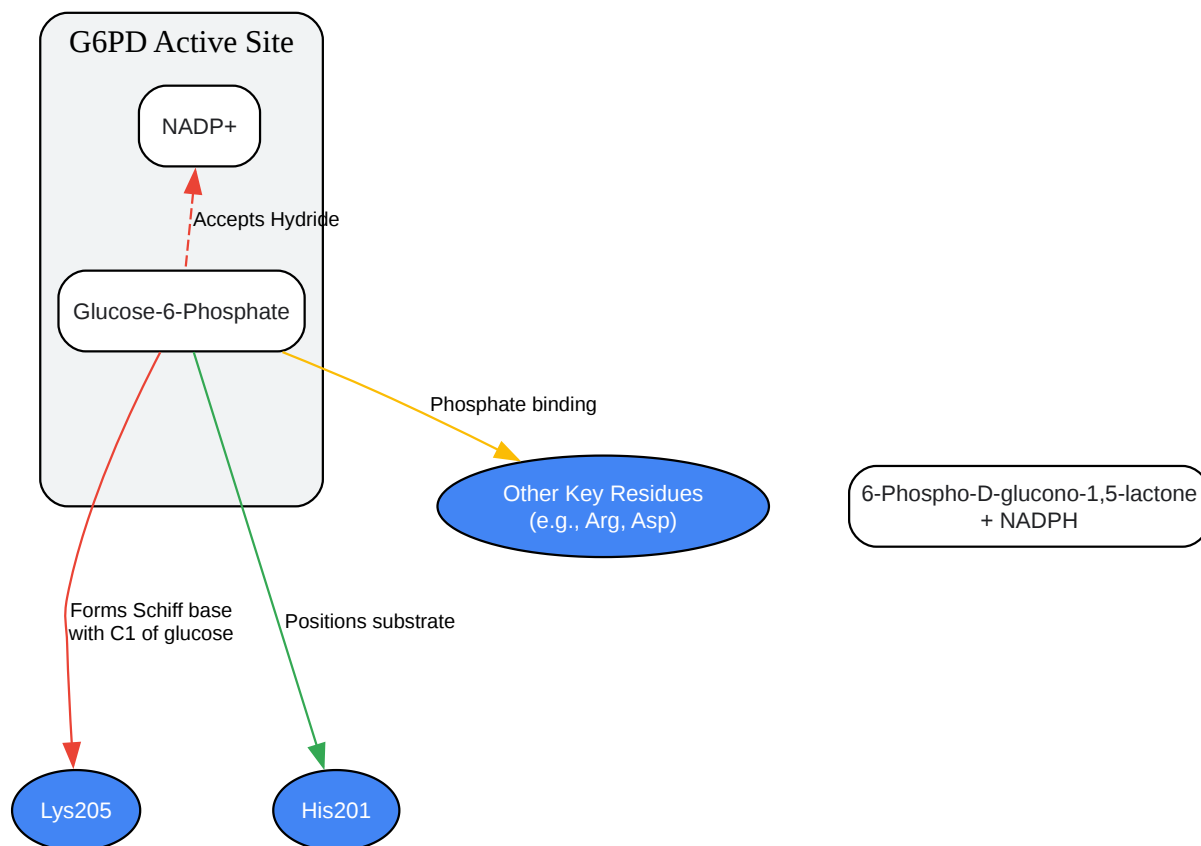 G6PD Active Site
NADP+
Accepts Hydride
Glucose-6-Phosphate
Phosphate binding
Other Key Residues
(e.g., Arg, Asp)
6-Phospho-D-glucono-1,5-lactone
+ NADPH
Forms Schiff base
with C1 of glucose
Positions substrate
Lys205
His201